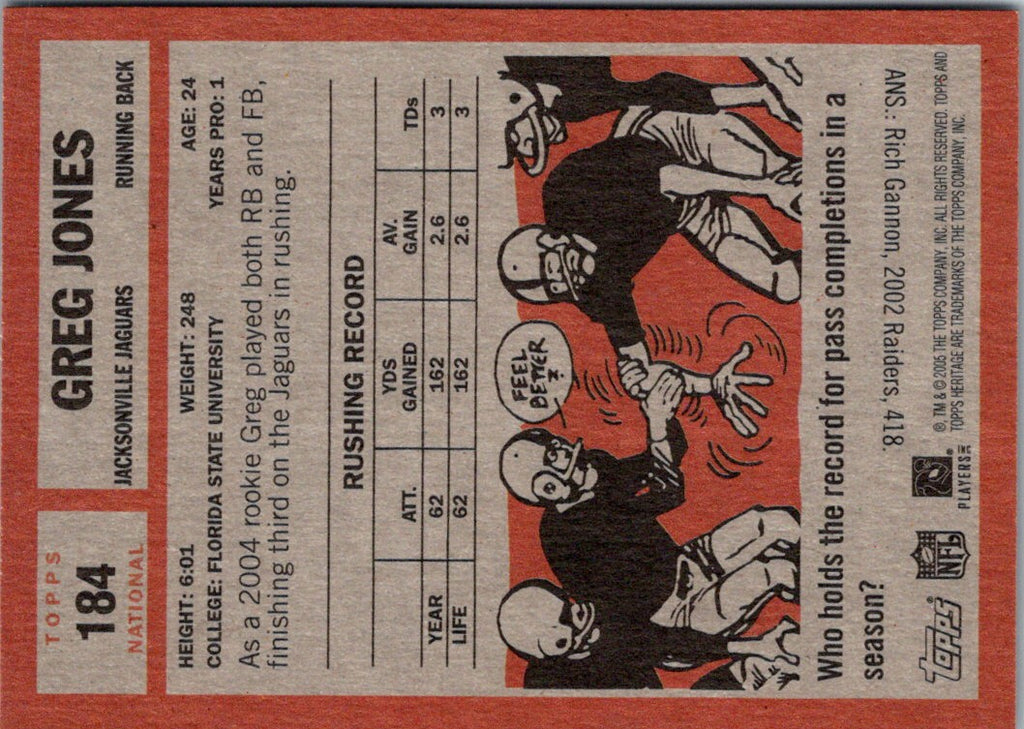 TOPPS
184
NATIONAL
GREG JONES
JACKSONVILLE JAGUARS RUNNING BACK
HEIGHT: 6:01 WEIGHT: 248 AGE: 24
COLLEGE: FLORIDA STATE UNIVERSITY YEARS PRO: 1
As a 2004 rookie Greg played both RB and FB,
finishing third on the Jaguars in rushing.
RUSHING RECORD
ATT. YDS GAINED AV. GAIN TDs
YEAR 62 162 2.6 3
LIFE 62 162 2.6 3
FEEL
BETTER
?
Who holds the record for pass completions in a
season?
ANS.: Rich Gannon, 2002 Raiders, 418.
Topps®
NFL
PLAYERS INC
®, TM & © 2005 THE TOPPS COMPANY, INC. ALL RIGHTS RESERVED. TOPPS AND
TOPPS HERITAGE ARE TRADEMARKS OF THE TOPPS COMPANY, INC.